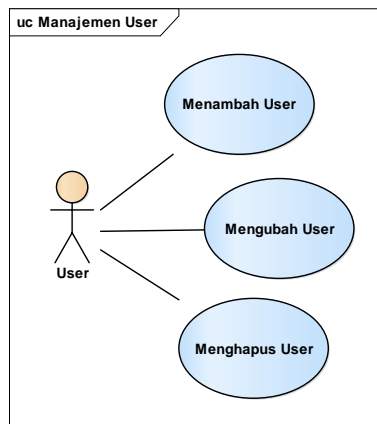 uc Manajemen User
Menambah User
Mengubah User
User
Menghapus User